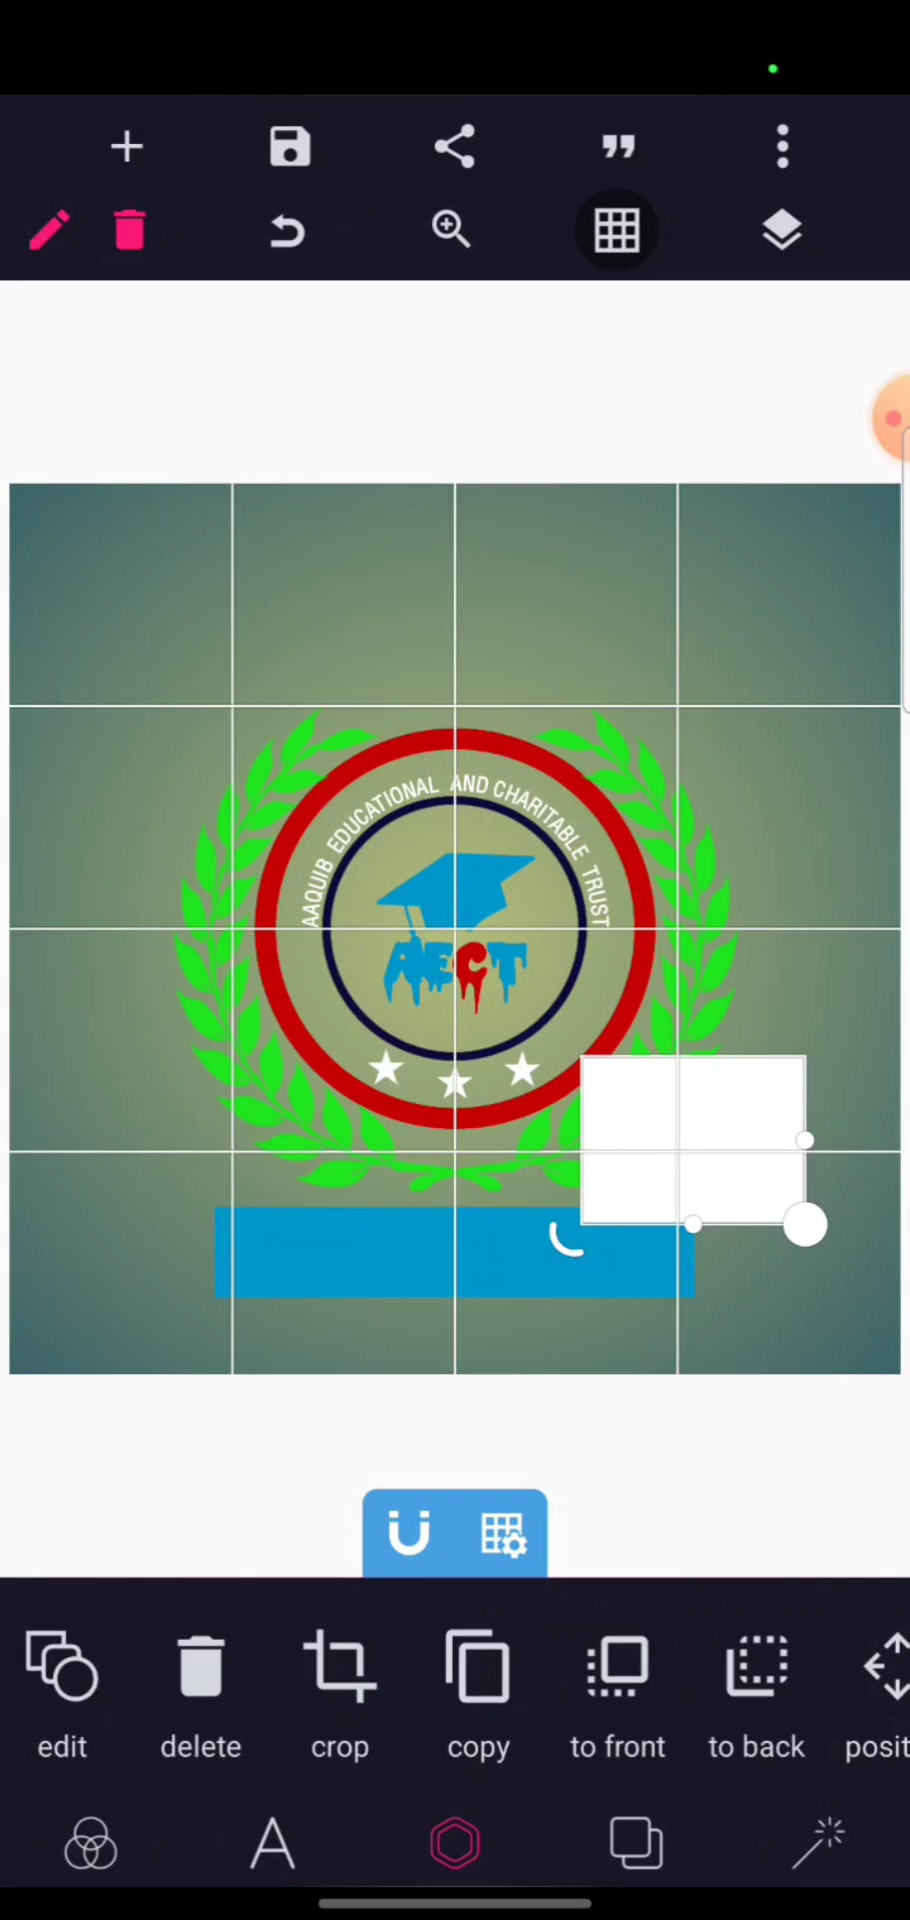 AAQUIB EDUCATIONAL AND CHARITABLE TRUST
AECT
edit
delete
crop
copy
to front
to back
posit